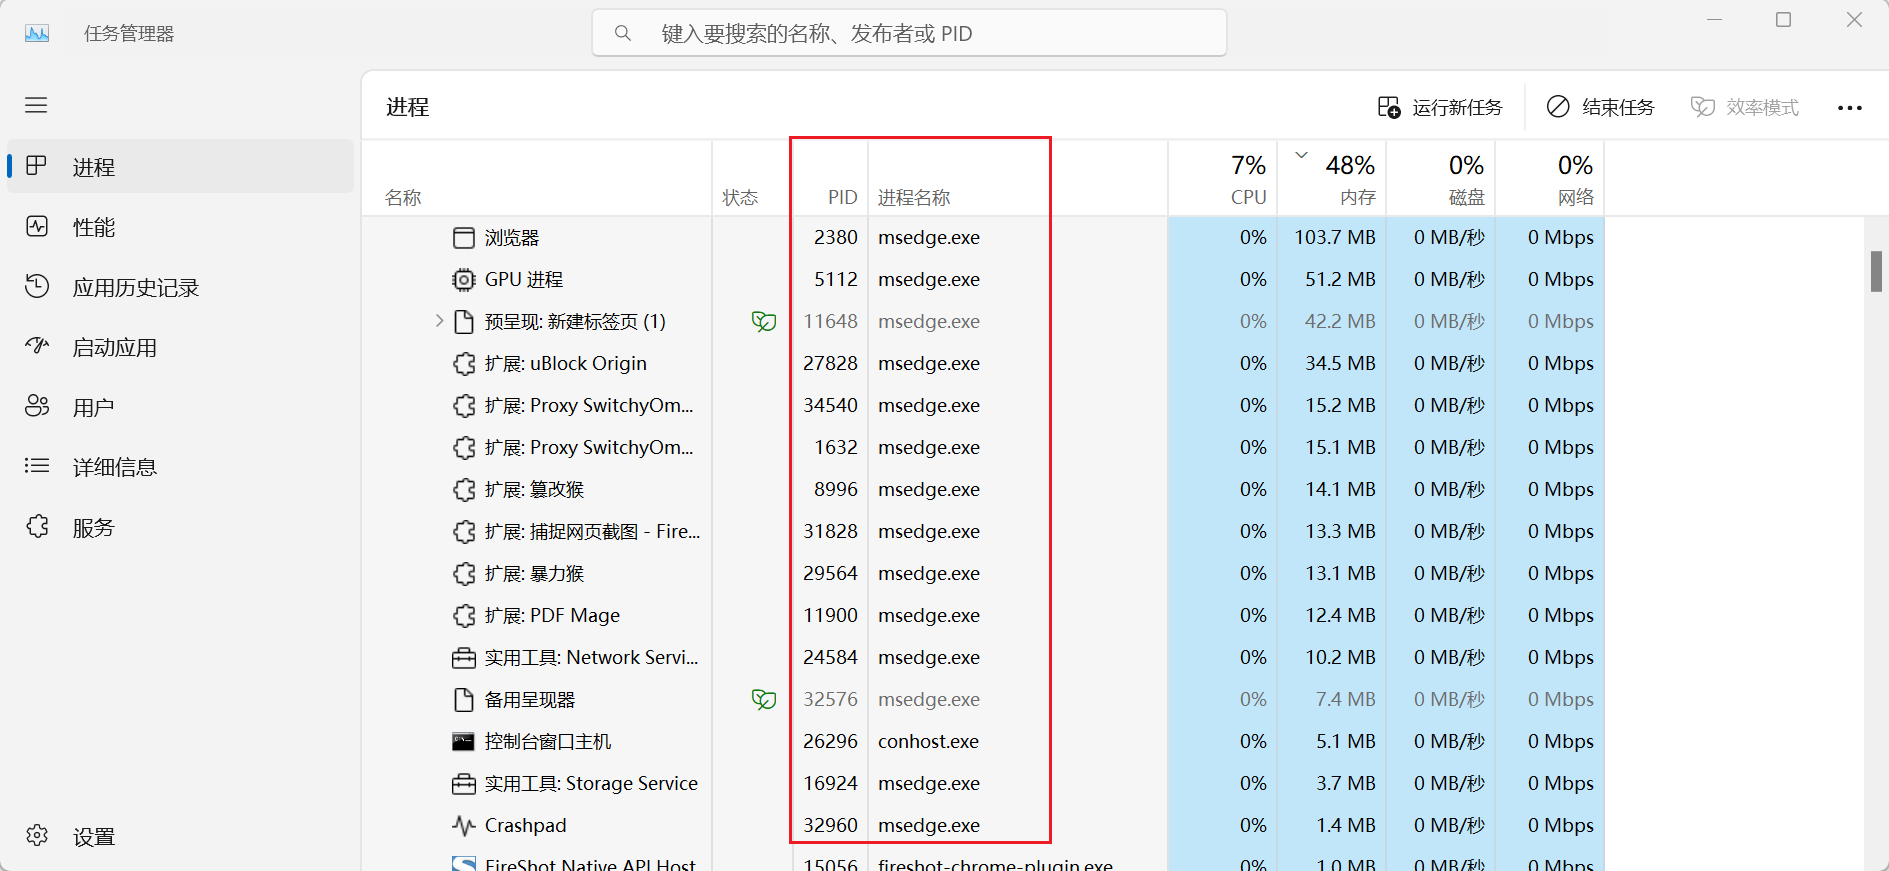 任务管理器
键入要搜索的名称、发布者或 PID
进程
运行新任务
结束任务
效率模式
进程
性能
应用历史记录
启动应用
用户
详细信息
服务
设置
7% 48% 0% 0%
名称 状态 PID 进程名称 CPU 内存 磁盘 网络
浏览器 2380 msedge.exe 0% 103.7 MB 0 MB/秒 0 Mbps
GPU 进程 5112 msedge.exe 0% 51.2 MB 0 MB/秒 0 Mbps
预呈现: 新建标签页 (1) 11648 msedge.exe 0% 42.2 MB 0 MB/秒 0 Mbps
扩展: uBlock Origin 27828 msedge.exe 0% 34.5 MB 0 MB/秒 0 Mbps
扩展: Proxy SwitchyOm... 34540 msedge.exe 0% 15.2 MB 0 MB/秒 0 Mbps
扩展: Proxy SwitchyOm... 1632 msedge.exe 0% 15.1 MB 0 MB/秒 0 Mbps
扩展: 篡改猴 8996 msedge.exe 0% 14.1 MB 0 MB/秒 0 Mbps
扩展: 捕捉网页截图 - Fire... 31828 msedge.exe 0% 13.3 MB 0 MB/秒 0 Mbps
扩展: 暴力猴 29564 msedge.exe 0% 13.1 MB 0 MB/秒 0 Mbps
扩展: PDF Mage 11900 msedge.exe 0% 12.4 MB 0 MB/秒 0 Mbps
实用工具: Network Servi... 24584 msedge.exe 0% 10.2 MB 0 MB/秒 0 Mbps
备用呈现器 32576 msedge.exe 0% 7.4 MB 0 MB/秒 0 Mbps
控制台窗口主机 26296 conhost.exe 0% 5.1 MB 0 MB/秒 0 Mbps
实用工具: Storage Service 16924 msedge.exe 0% 3.7 MB 0 MB/秒 0 Mbps
Crashpad 32960 msedge.exe 0% 1.4 MB 0 MB/秒 0 Mbps
FireShot Native API Host 15056 fireshot-chrome-plugin.exe 0% 1.0 MB 0 MB/秒 0 Mbps